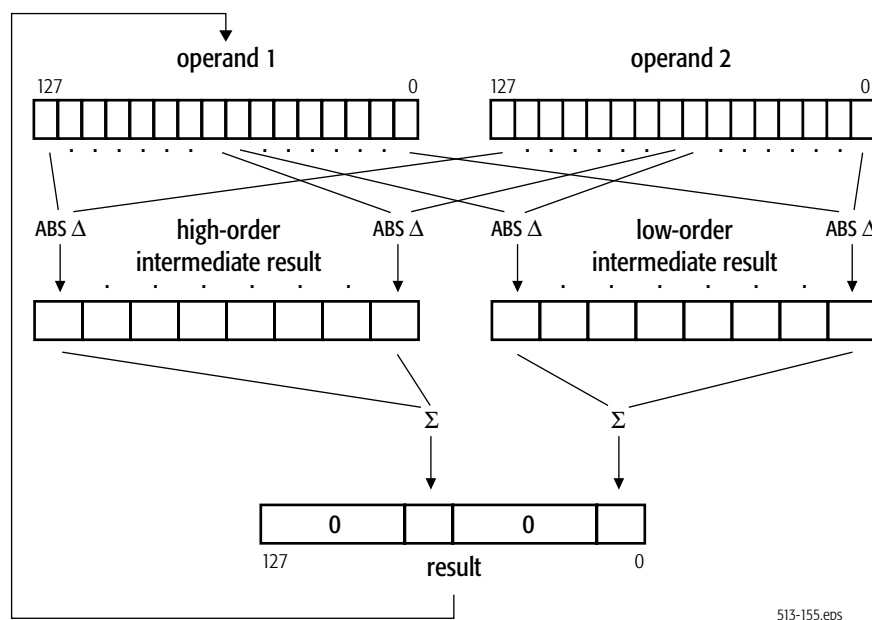 operand 1
operand 2
127
0
127
0
ABS Δ
high-order
intermediate result
ABS Δ
ABS Δ
low-order
intermediate result
ABS Δ
Σ
Σ
0
0
127
result
0
513-155.eps